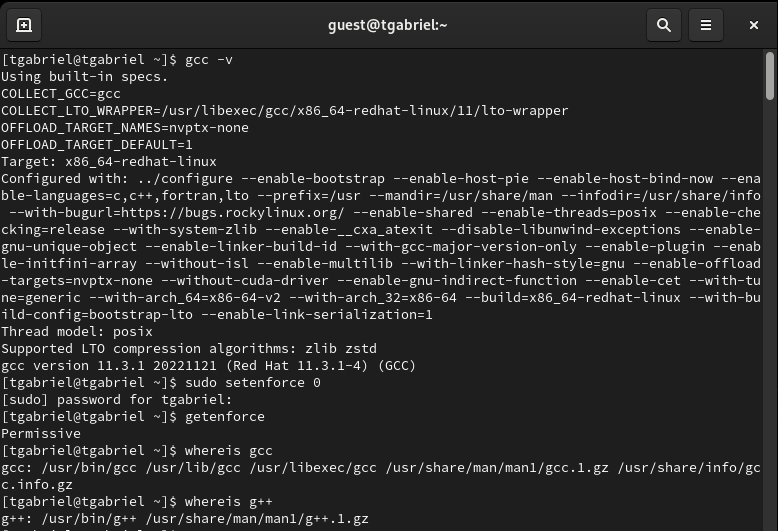 guest@tgabriel:~
[tgabriel@tgabriel ~]$ gcc -v
Using built-in specs.
COLLECT_GCC=gcc
COLLECT_LTO_WRAPPER=/usr/libexec/gcc/x86_64-redhat-linux/11/lto-wrapper
OFFLOAD_TARGET_NAMES=nvptx-none
OFFLOAD_TARGET_DEFAULT=1
Target: x86_64-redhat-linux
Configured with: ../configure --enable-bootstrap --enable-host-pie --enable-host-bind-now --ena
ble-languages=c,c++,fortran,lto --prefix=/usr --mandir=/usr/share/man --infodir=/usr/share/info
 --with-bugurl=https://bugs.rockylinux.org/ --enable-shared --enable-threads=posix --enable-che
cking=release --with-system-zlib --enable-__cxa_atexit --disable-libunwind-exceptions --enable-
gnu-unique-object --enable-linker-build-id --with-gcc-major-version-only --enable-plugin --enab
le-initfini-array --without-isl --enable-multilib --with-linker-hash-style=gnu --enable-offload
-targets=nvptx-none --without-cuda-driver --enable-gnu-indirect-function --enable-cet --with-tu
ne=generic --with-arch_64=x86-64-v2 --with-arch_32=x86-64 --build=x86_64-redhat-linux --with-bu
ild-config=bootstrap-lto --enable-link-serialization=1
Thread model: posix
Supported LTO compression algorithms: zlib zstd
gcc version 11.3.1 20221121 (Red Hat 11.3.1-4) (GCC)
[tgabriel@tgabriel ~]$ sudo setenforce 0
[sudo] password for tgabriel:
[tgabriel@tgabriel ~]$ getenforce
Permissive
[tgabriel@tgabriel ~]$ whereis gcc
gcc: /usr/bin/gcc /usr/lib/gcc /usr/libexec/gcc /usr/share/man/man1/gcc.1.gz /usr/share/info/gc
c.info.gz
[tgabriel@tgabriel ~]$ whereis g++
g++: /usr/bin/g++ /usr/share/man/man1/g++.1.gz